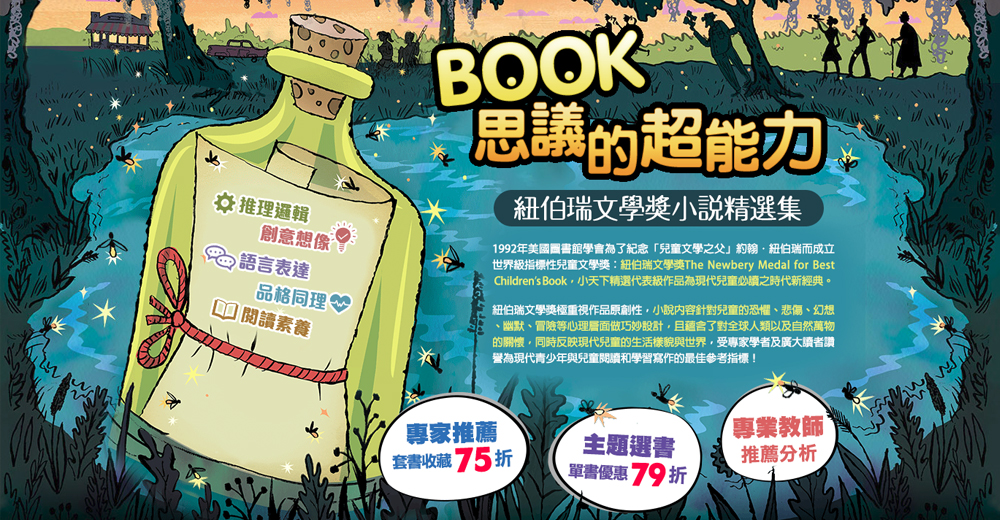 BOOK
思議的超能力
紐伯瑞文學獎小說精選集
1992年美國圖書館學會為了紀念「兒童文學之父」約翰．紐伯瑞而成立
世界級指標性兒童文學獎：紐伯瑞文學獎The Newbery Medal for Best
Children's Book，小天下精選代表級作品為現代兒童必讀之時代新經典。
紐伯瑞文學獎極重視作品原創性，小說內容針對兒童的恐懼、悲傷、幻想
、幽默、冒險等心理層面做巧妙設計，且蘊含了對全球人類以及自然萬物
的關懷，同時反映現代兒童的生活樣貌與世界，受專家學者及廣大讀者讚
譽為現代青少年與兒童閱讀和學習寫作的最佳參考指標！
推理邏輯
創意想像
語言表達
品格同理
閱讀素養
專家推薦
套書收藏75折
主題選書
單書優惠79折
專業教師
推薦分析